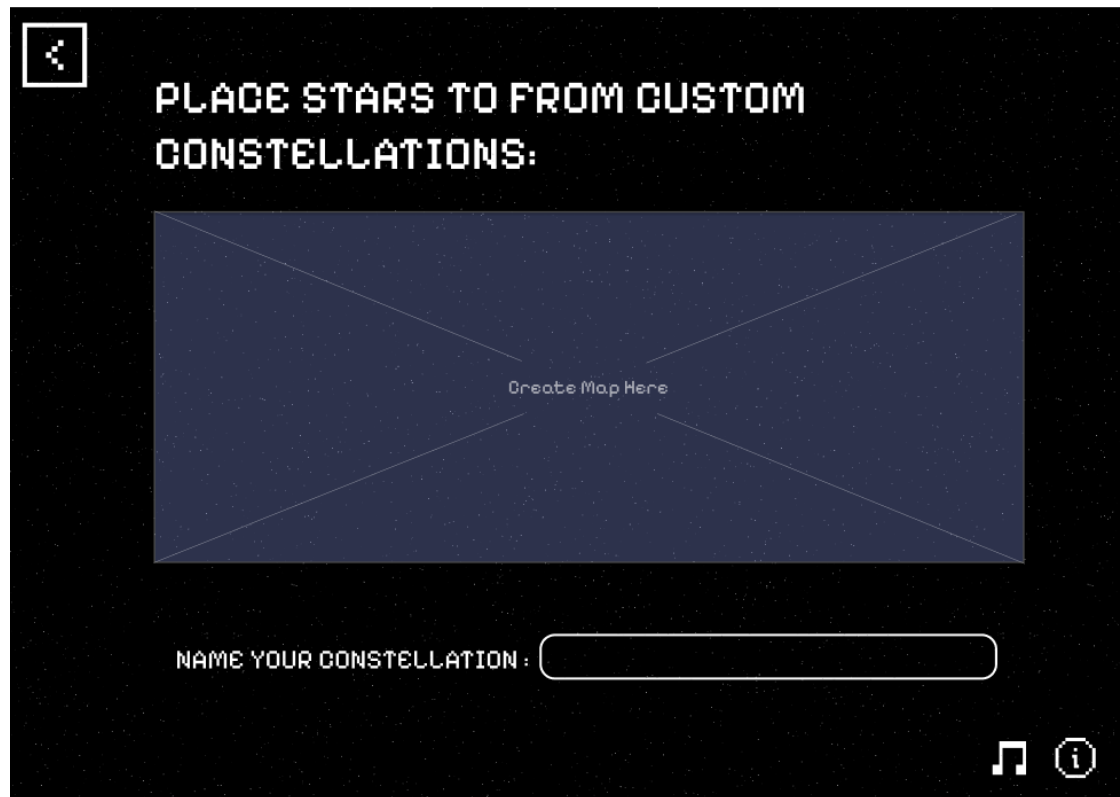 PLACE STARS TO FROM CUSTOM
CONSTELLATIONS:
Create Map Here
NAME YOUR CONSTELLATION :